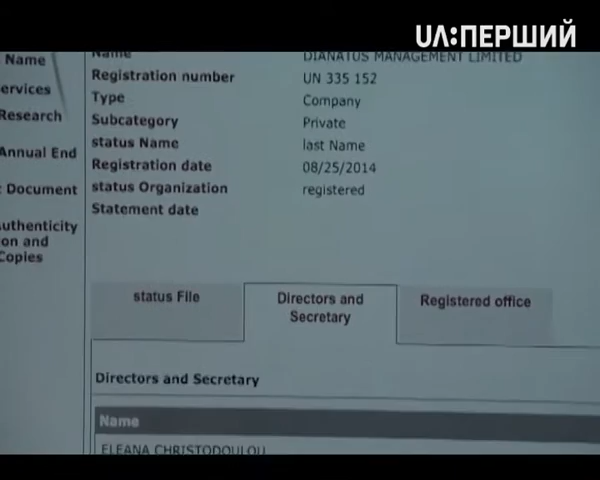 UA:ПЕРШИЙ
Name
Name DIANATUS MANAGEMENT LIMITED
Registration number UN 335 152
ervices
Type Company
Research
Subcategory Private
status Name last Name
Annual End
Registration date 08/25/2014
Document
status Organization registered
Statement date
uthenticity
on and
Copies
status File
Directors and
Secretary
Registered office
Directors and Secretary
Name
ELEANA CHRISTODOULOU